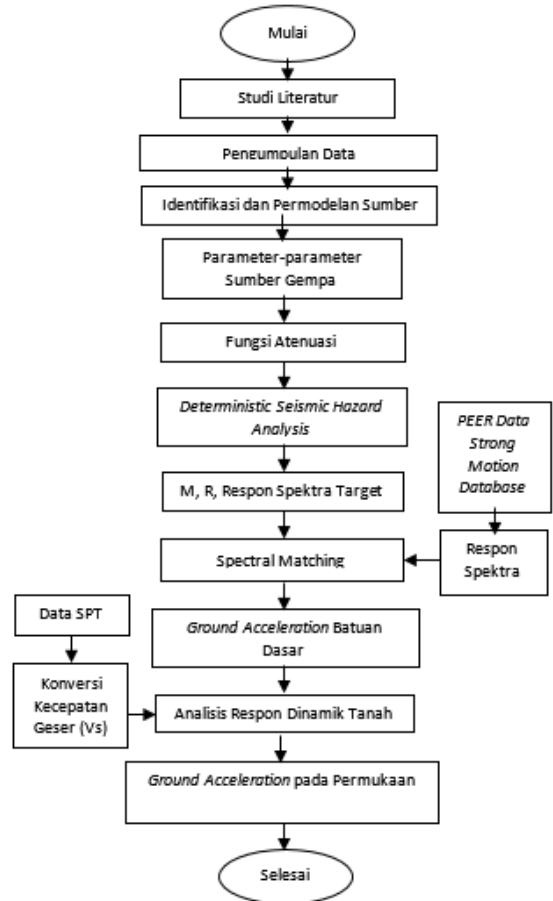 Mulai
Studi Literatur
Pengumpulan Data
Identifikasi dan Permodelan Sumber
Parameter-parameter
Sumber Gempa
Fungsi Atenuasi
Deterministic Seismic Hazard
Analysis
PEER Data
Strong
Motion
Database
M, R, Respon Spektra Target
Spectral Matching
Respon
Spektra
Data SPT
Ground Acceleration Batuan
Dasar
Konversi
Kecepatan
Geser (Vs)
Analisis Respon Dinamik Tanah
Ground Acceleration pada Permukaan
Selesai